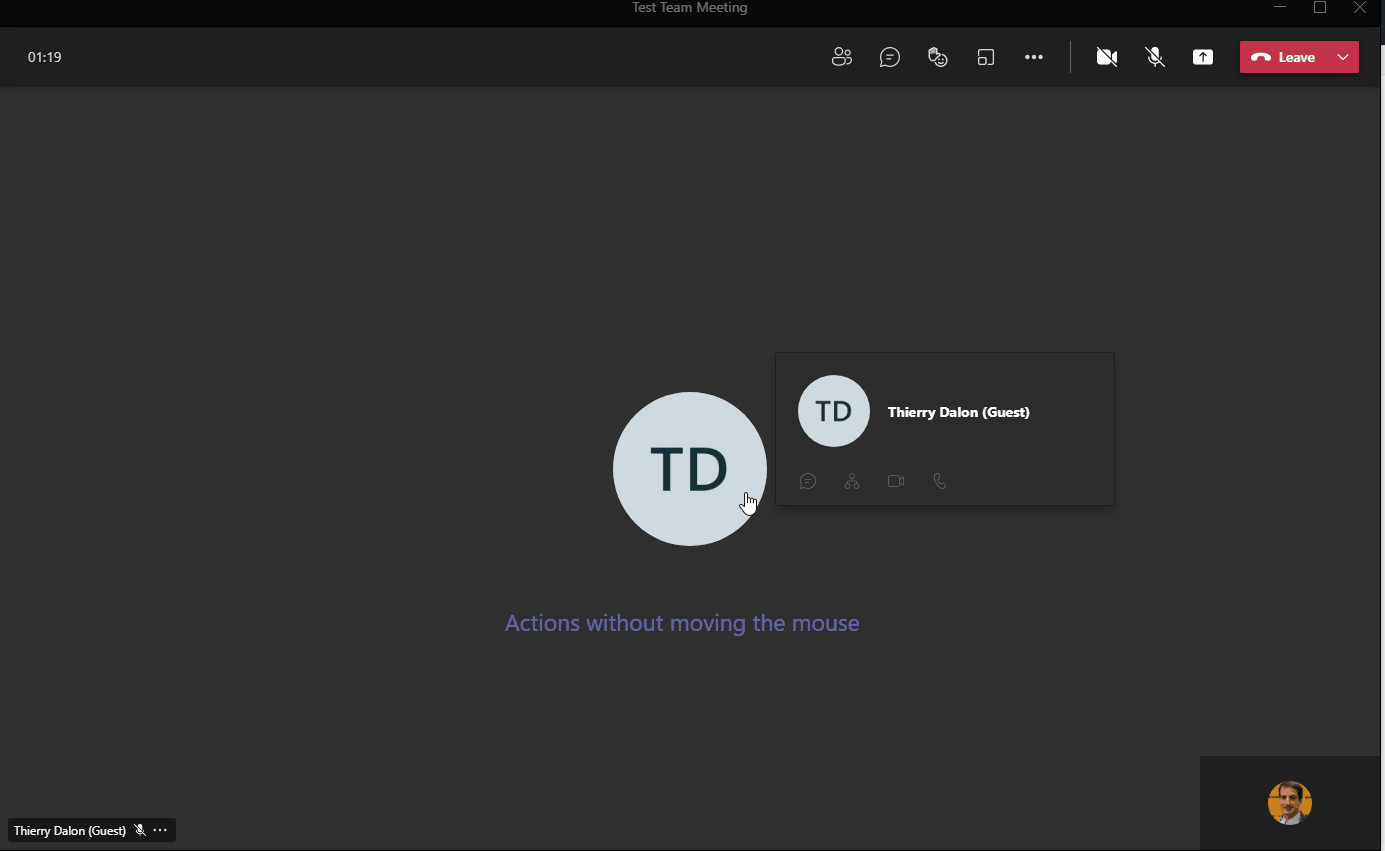 Test Team Meeting
01:19
Leave
TD
Thierry Dalon (Guest)
TD
Actions without moving the mouse
Thierry Dalon (Guest)